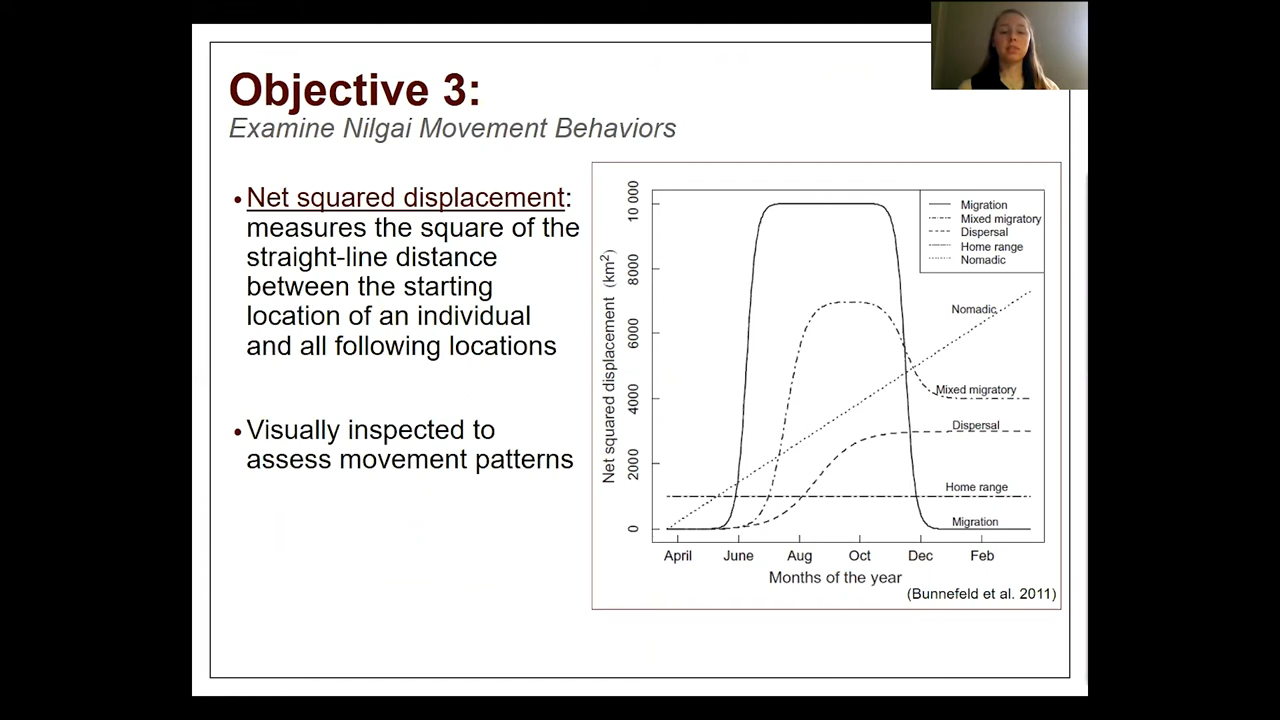 Objective 3:
Examine Nilgai Movement Behaviors
• Net squared displacement:
measures the square of the
straight-line distance
between the starting
location of an individual
and all following locations
• Visually inspected to
assess movement patterns
Net squared displacement (km²)
10 000
8000
6000
4000
2000
0
Migration
Mixed migratory
Dispersal
Home range
Nomadic
Nomadic
Mixed migratory
Dispersal
Home range
Migration
April June Aug Oct Dec Feb
Months of the year
(Bunnefeld et al. 2011)